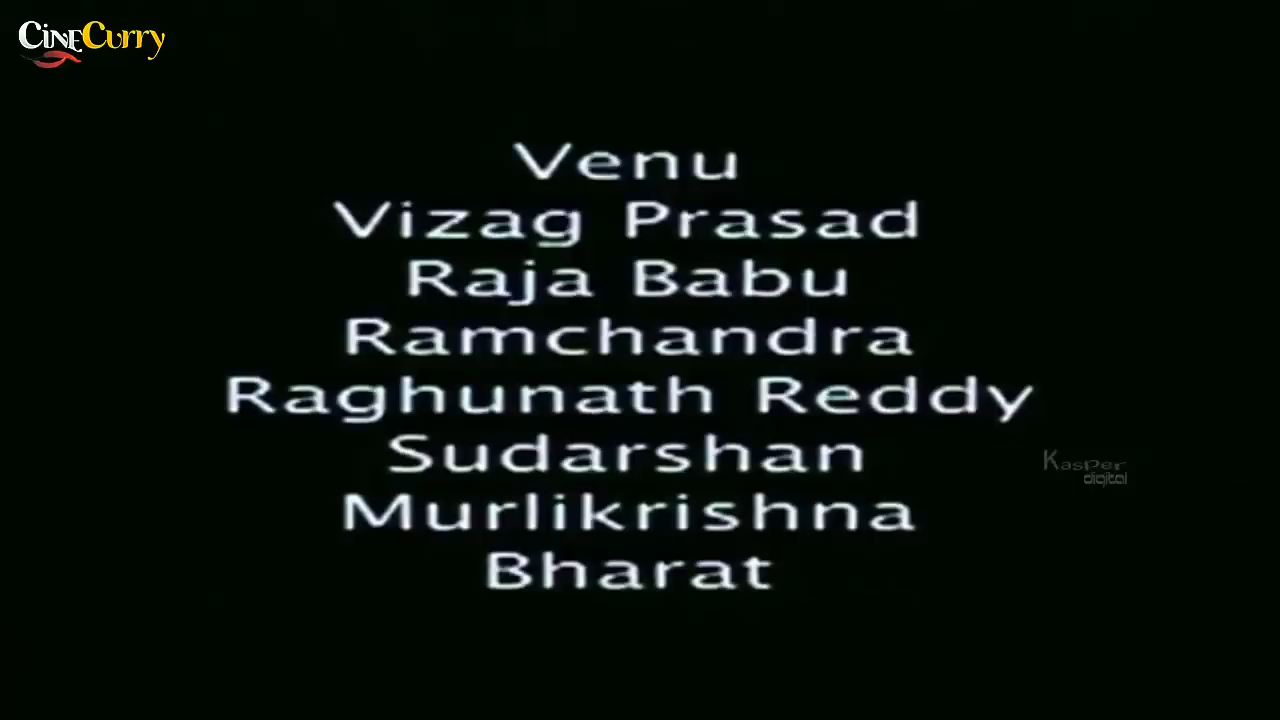 CineCurry
Venu
Vizag Prasad
Raja Babu
Ramchandra
Raghunath Reddy
Sudarshan
Murlikrishna
Bharat
Kasper
digital